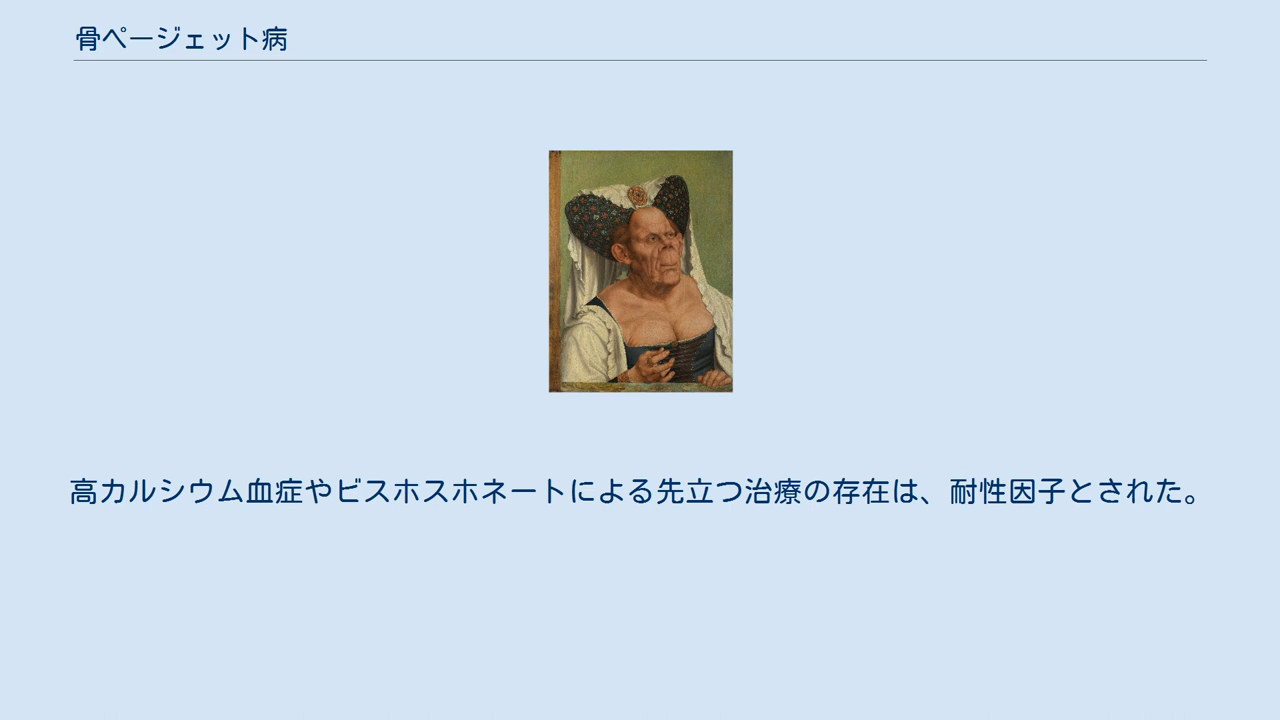 骨ページェット病
高カルシウム血症やビスホスホネートによる先立つ治療の存在は、耐性因子とされた。